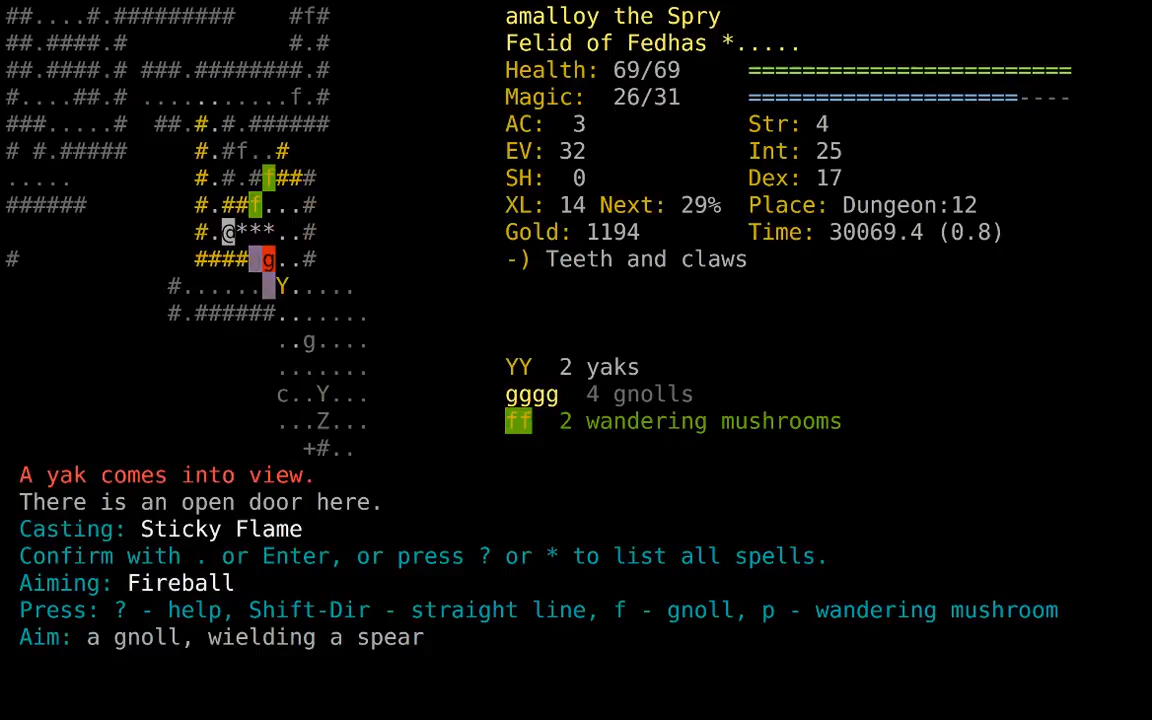 ##....#.#########    #f#          amalloy the Spry
##.####.#            #.#          Felid of Fedhas *.....
##.####.# ###.########.#          Health: 69/69     ========================
#....##.# ...........f.#          Magic:  26/31     ====================----
###.....#  ##.#.#.######          AC:  3            Str: 4
# #.#####     #.#f..#             EV: 32            Int: 25
.....         #.#.#f###           SH:  0            Dex: 17
######        #.##f...#           XL: 14 Next: 29%  Place: Dungeon:12
              #.@***..#           Gold: 1194        Time: 30069.4 (0.8)
#             #### g..#           -) Teeth and claws
            #...... Y.....
            #.######.......
                    ..g....
                    .......       YY  2 yaks
                    c..Y...       gggg  4 gnolls
                    ...Z...       ff  2 wandering mushrooms
                      +#..
A yak comes into view.
There is an open door here.
Casting: Sticky Flame
Confirm with . or Enter, or press ? or * to list all spells.
Aiming: Fireball
Press: ? - help, Shift-Dir - straight line, f - gnoll, p - wandering mushroom
Aim: a gnoll, wielding a spear